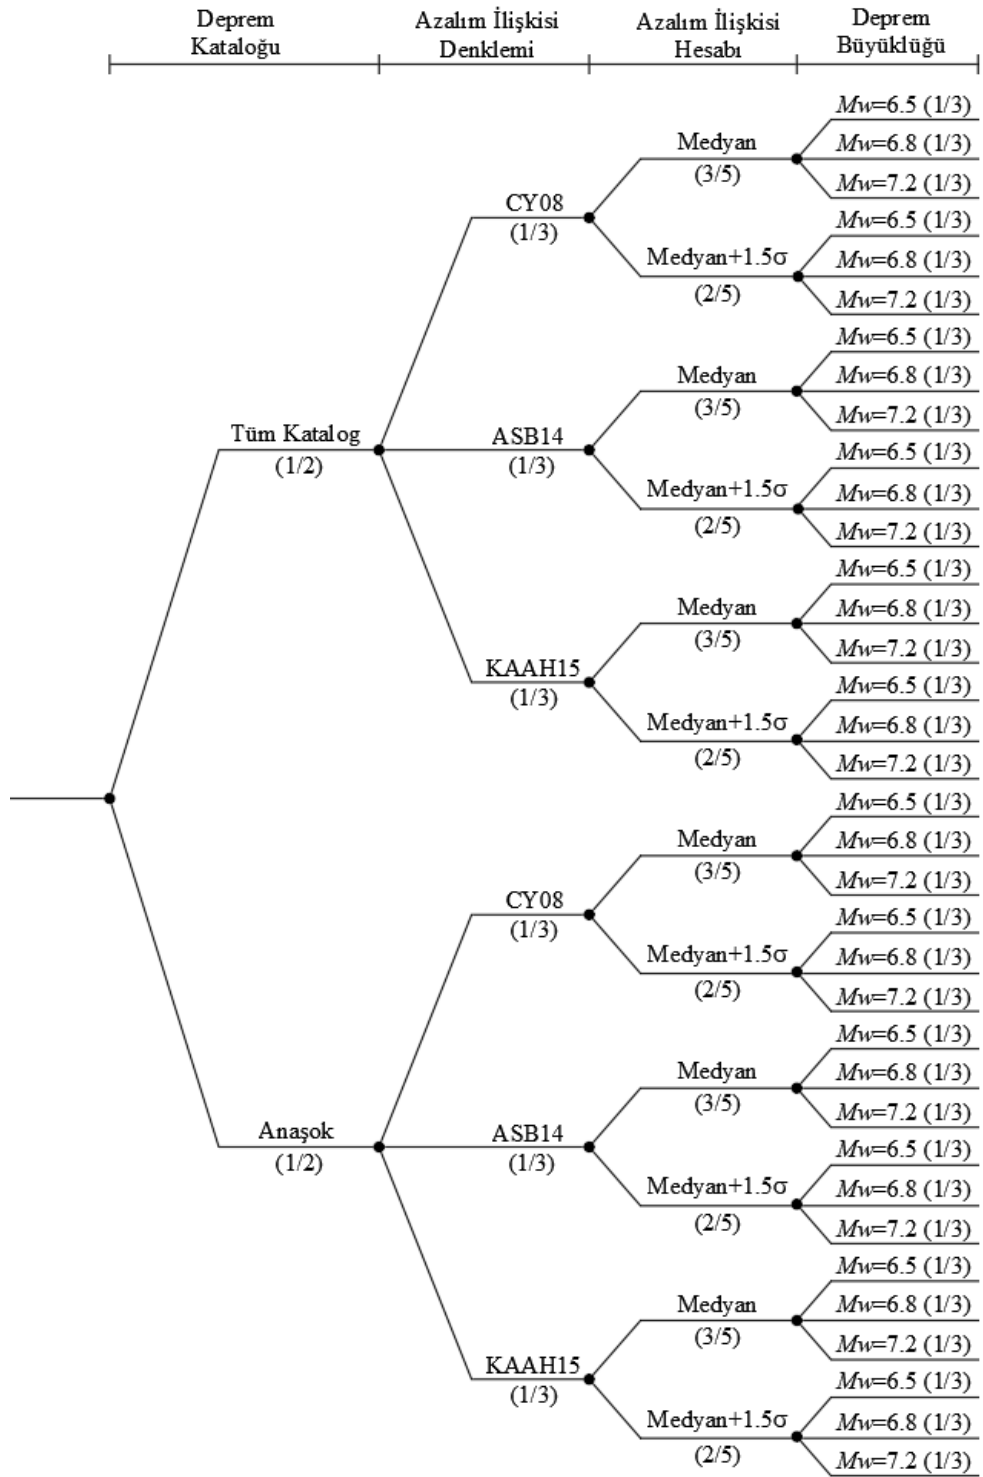 Deprem
Kataloğu
Azalım İlişkisi
Denklemi
Azalım İlişkisi
Hesabı
Deprem
Büyüklüğü
Tüm Katalog
(1/2)
CY08
(1/3)
Medyan
(3/5)
Mw=6.5 (1/3)
Mw=6.8 (1/3)
Mw=7.2 (1/3)
Medyan+1.5σ
(2/5)
Mw=6.5 (1/3)
Mw=6.8 (1/3)
Mw=7.2 (1/3)
ASB14
(1/3)
Medyan
(3/5)
Mw=6.5 (1/3)
Mw=6.8 (1/3)
Mw=7.2 (1/3)
Medyan+1.5σ
(2/5)
Mw=6.5 (1/3)
Mw=6.8 (1/3)
Mw=7.2 (1/3)
KAAH15
(1/3)
Medyan
(3/5)
Mw=6.5 (1/3)
Mw=6.8 (1/3)
Mw=7.2 (1/3)
Medyan+1.5σ
(2/5)
Mw=6.5 (1/3)
Mw=6.8 (1/3)
Mw=7.2 (1/3)
Anaşok
(1/2)
CY08
(1/3)
Medyan
(3/5)
Mw=6.5 (1/3)
Mw=6.8 (1/3)
Mw=7.2 (1/3)
Medyan+1.5σ
(2/5)
Mw=6.5 (1/3)
Mw=6.8 (1/3)
Mw=7.2 (1/3)
ASB14
(1/3)
Medyan
(3/5)
Mw=6.5 (1/3)
Mw=6.8 (1/3)
Mw=7.2 (1/3)
Medyan+1.5σ
(2/5)
Mw=6.5 (1/3)
Mw=6.8 (1/3)
Mw=7.2 (1/3)
KAAH15
(1/3)
Medyan
(3/5)
Mw=6.5 (1/3)
Mw=6.8 (1/3)
Mw=7.2 (1/3)
Medyan+1.5σ
(2/5)
Mw=6.5 (1/3)
Mw=6.8 (1/3)
Mw=7.2 (1/3)